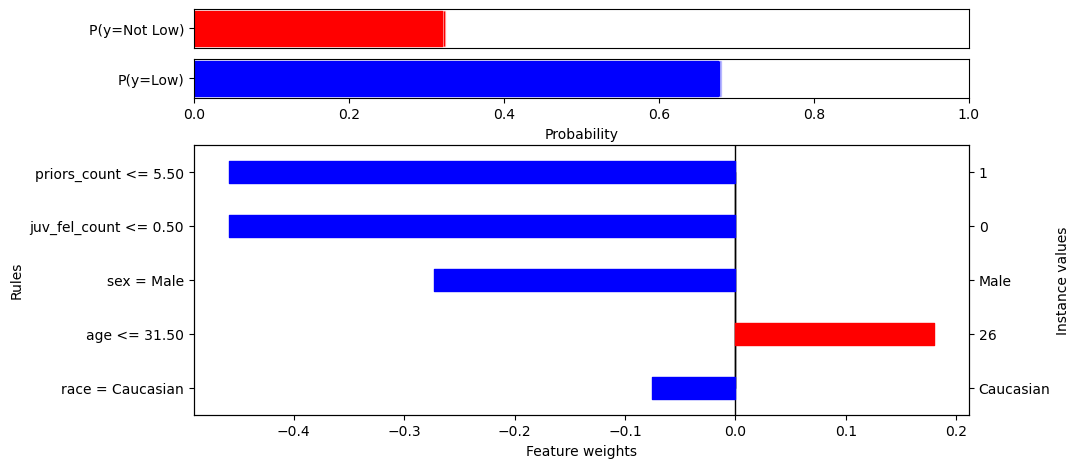 P(y=Not Low)
P(y=Low)
0.0 0.2 0.4 0.6 0.8 1.0
Probability
priors_count <= 5.50 1
juv_fel_count <= 0.50 0
sex = Male Male
age <= 31.50 26
race = Caucasian Caucasian
Rules
Instance values
−0.4 −0.3 −0.2 −0.1 0.0 0.1 0.2
Feature weights